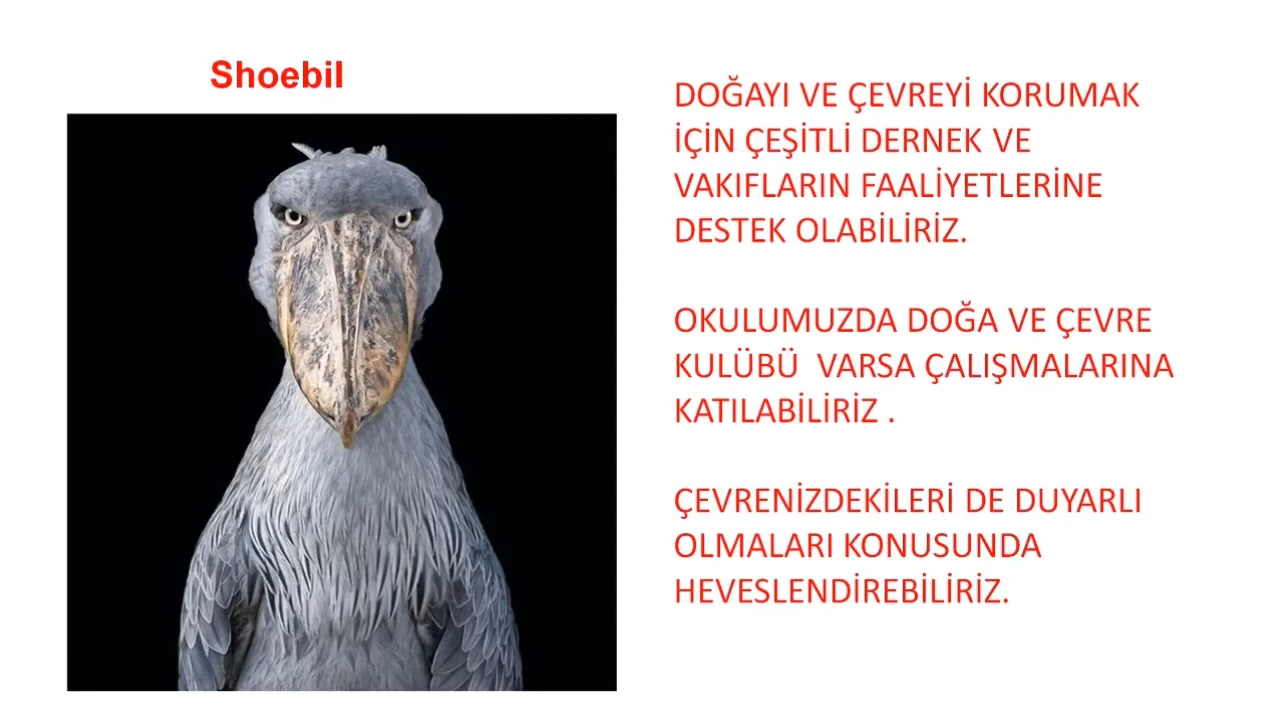 Shoebil
DOĞAYI VE ÇEVREYİ KORUMAK
İÇİN ÇEŞİTLİ DERNEK VE
VAKIFLARIN FAALİYETLERİNE
DESTEK OLABİLİRİZ.
OKULUMUZDA DOĞA VE ÇEVRE
KULÜBÜ  VARSA ÇALIŞMALARINA
KATILABİLİRİZ .
ÇEVRENİZDEKİLERİ DE DUYARLI
OLMALARI KONUSUNDA
HEVESLENDİREBİLİRİZ.